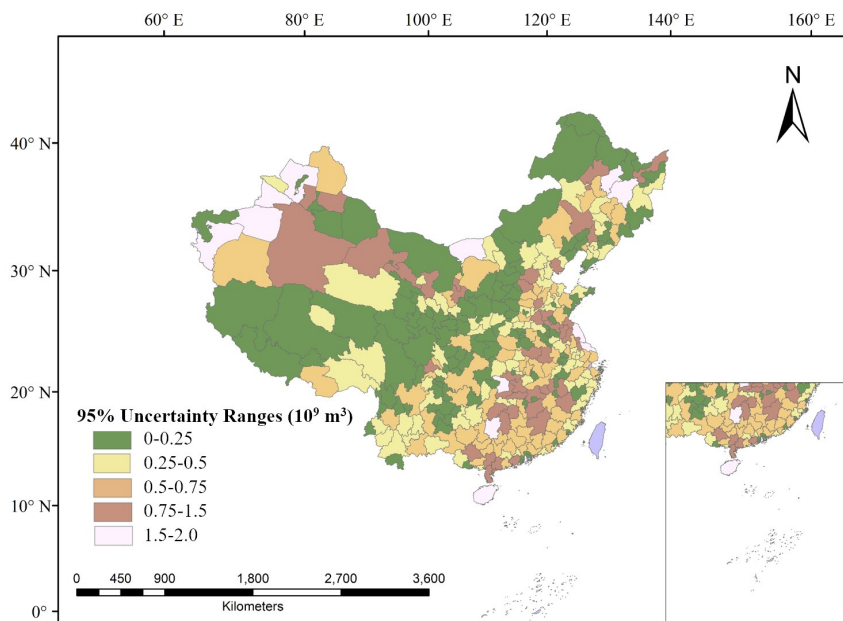 60° E 80° E 100° E 120° E 140° E 160° E
N
40° N
30° N
20° N
10° N
0°
95% Uncertainty Ranges (10⁹ m³)
0-0.25
0.25-0.5
0.5-0.75
0.75-1.5
1.5-2.0
0 450 900 1,800 2,700 3,600
Kilometers